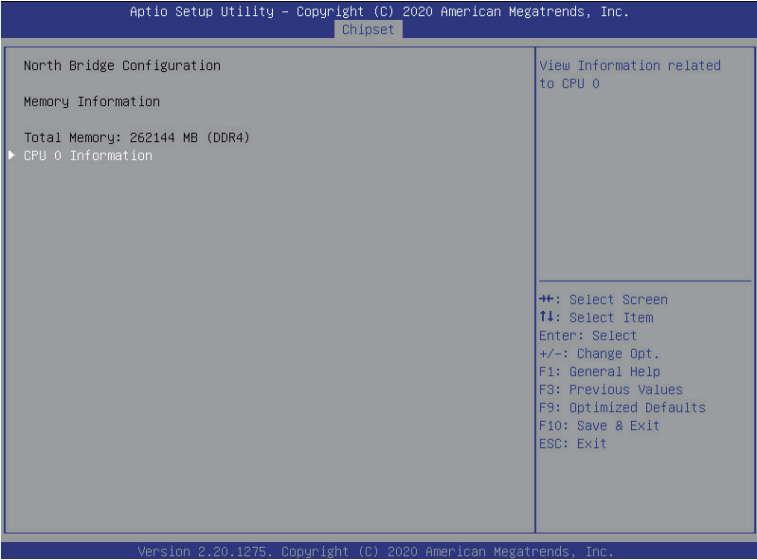 Aptio Setup Utility – Copyright (C) 2020 American Megatrends, Inc.
Chipset
North Bridge Configuration
Memory Information
Total Memory: 262144 MB (DDR4)
CPU 0 Information
View Information related
to CPU 0
→←: Select Screen
↑↓: Select Item
Enter: Select
+/-: Change Opt.
F1: General Help
F3: Previous Values
F9: Optimized Defaults
F10: Save & Exit
ESC: Exit
Version 2.20.1275. Copyright (C) 2020 American Megatrends, Inc.